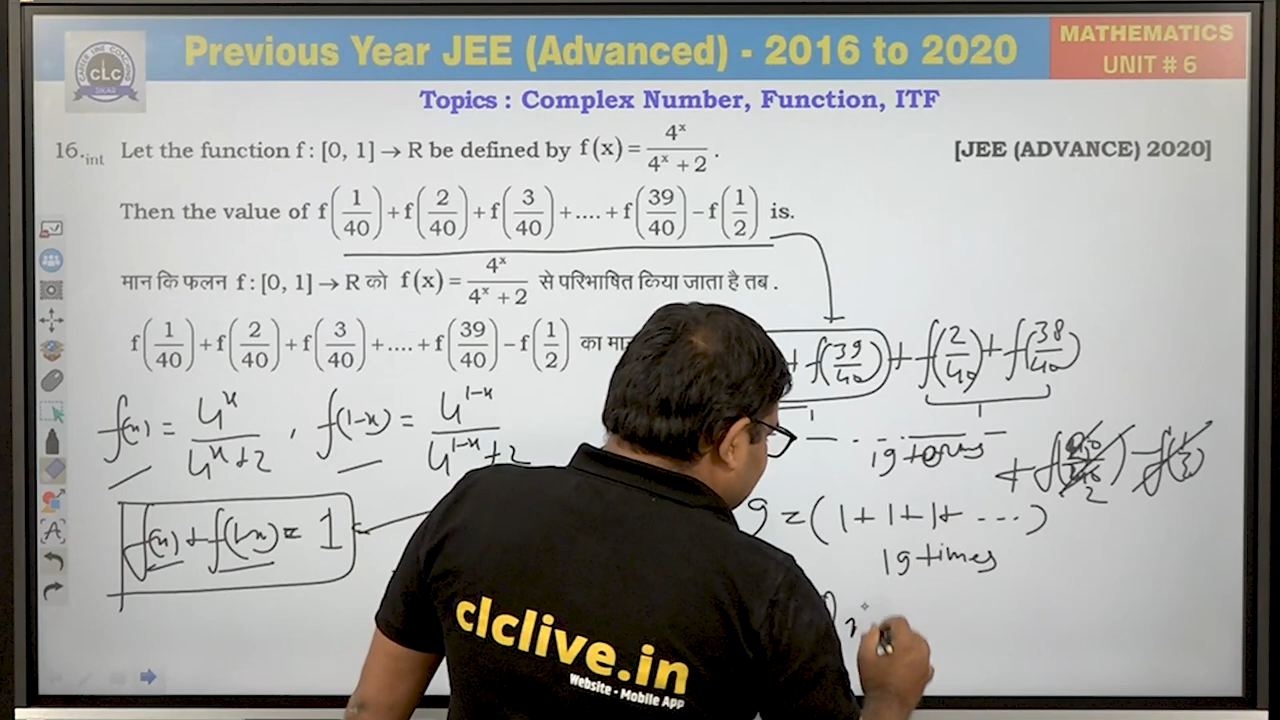 Previous Year JEE (Advanced) - 2016 to 2020
MATHEMATICS
UNIT # 6
CLC
Topics : Complex Number, Function, ITF
16.int Let the function f : [0, 1] → R be defined by f(x) = 4^x / (4^x + 2) . [JEE (ADVANCE) 2020]
Then the value of f(1/40) + f(2/40) + f(3/40) + .... + f(39/40) − f(1/2) is.
मान कि फलन f : [0, 1] → R को f(x) = 4^x / (4^x + 2) से परिभाषित किया जाता है तब .
f(1/40) + f(2/40) + f(3/40) + .... + f(39/40) − f(1/2) का
+ f(39/40) + f(2/40) + f(38/40)
f(x) = 4^x / (4^x + 2) , f(1-x) = 4^(1-x) / (4^(1-x) + 2)
19 terms
f(x) + f(1-x) = 1
= (1 + 1 + 1 + ....)
19 times
clclive.in
Website • Mobile App